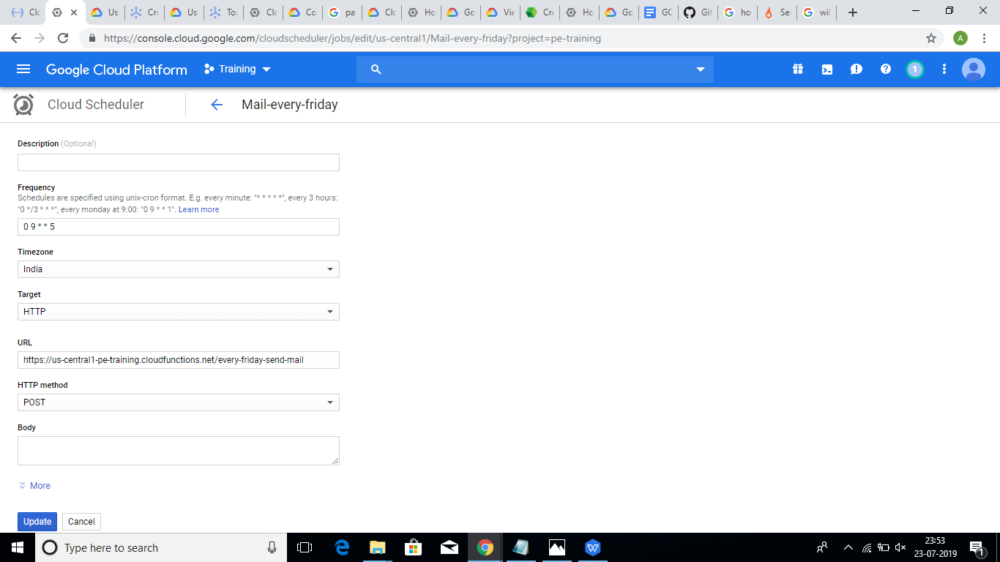 Clo
Clo
Us
Cre
Us
Top
Clo
Co
pa
Clo
Ho
Go
Vie
Cre
Ho
Go
GC
Git
ho
Se
wil
https://console.cloud.google.com/cloudscheduler/jobs/edit/us-central1/Mail-every-friday?project=pe-training
A
Google Cloud Platform
Training
1
Cloud Scheduler
Mail-every-friday
Description (Optional)
Frequency
Schedules are specified using unix-cron format. E.g. every minute: "* * * * *", every 3 hours:
"0 */3 * * *", every monday at 9:00: "0 9 * * 1". Learn more
0 9 * * 5
Timezone
India
Target
HTTP
URL
https://us-central1-pe-training.cloudfunctions.net/every-friday-send-mail
HTTP method
POST
Body
More
Update
Cancel
Type here to search
23:53
23-07-2019
1